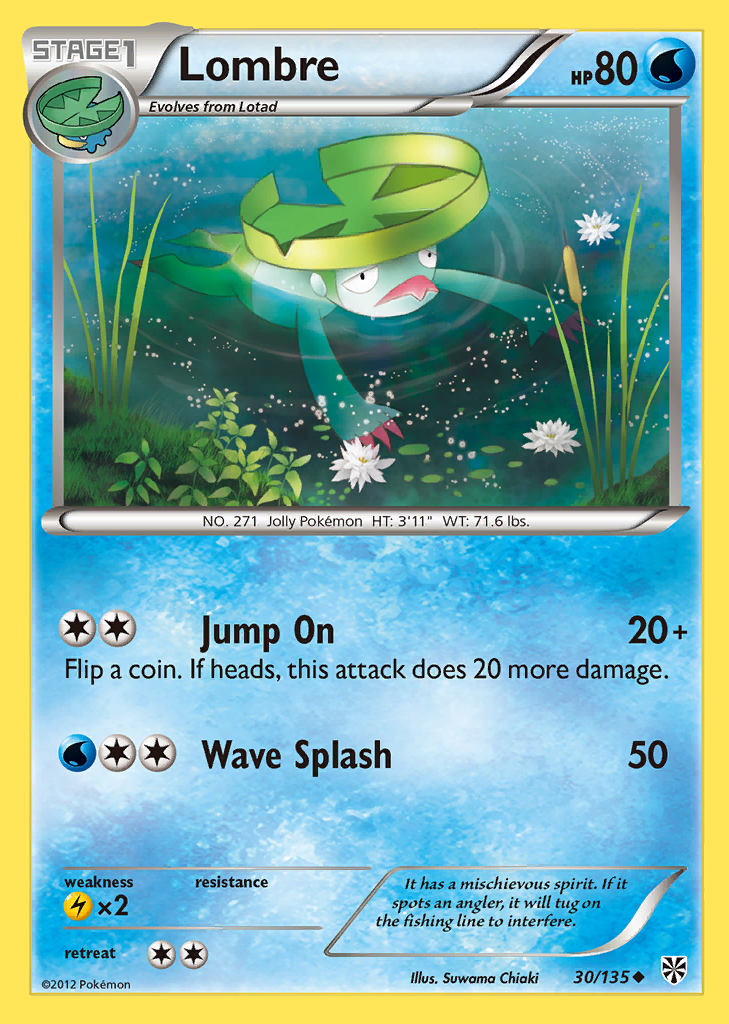 STAGE1
Lombre
HP80
Evolves from Lotad
NO. 271 Jolly Pokémon HT: 3'11" WT: 71.6 lbs.
Jump On 20+
Flip a coin. If heads, this attack does 20 more damage.
Wave Splash 50
weakness resistance
×2
It has a mischievous spirit. If it
spots an angler, it will tug on
the fishing line to interfere.
retreat
©2012 Pokémon
Illus. Suwama Chiaki 30/135